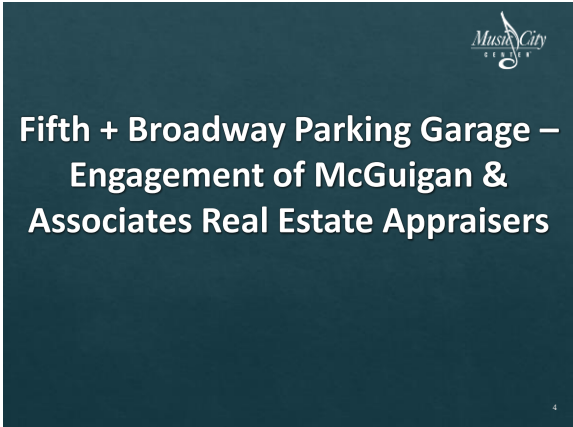 Music City
CENTER
Fifth + Broadway Parking Garage –
Engagement of McGuigan &
Associates Real Estate Appraisers
4